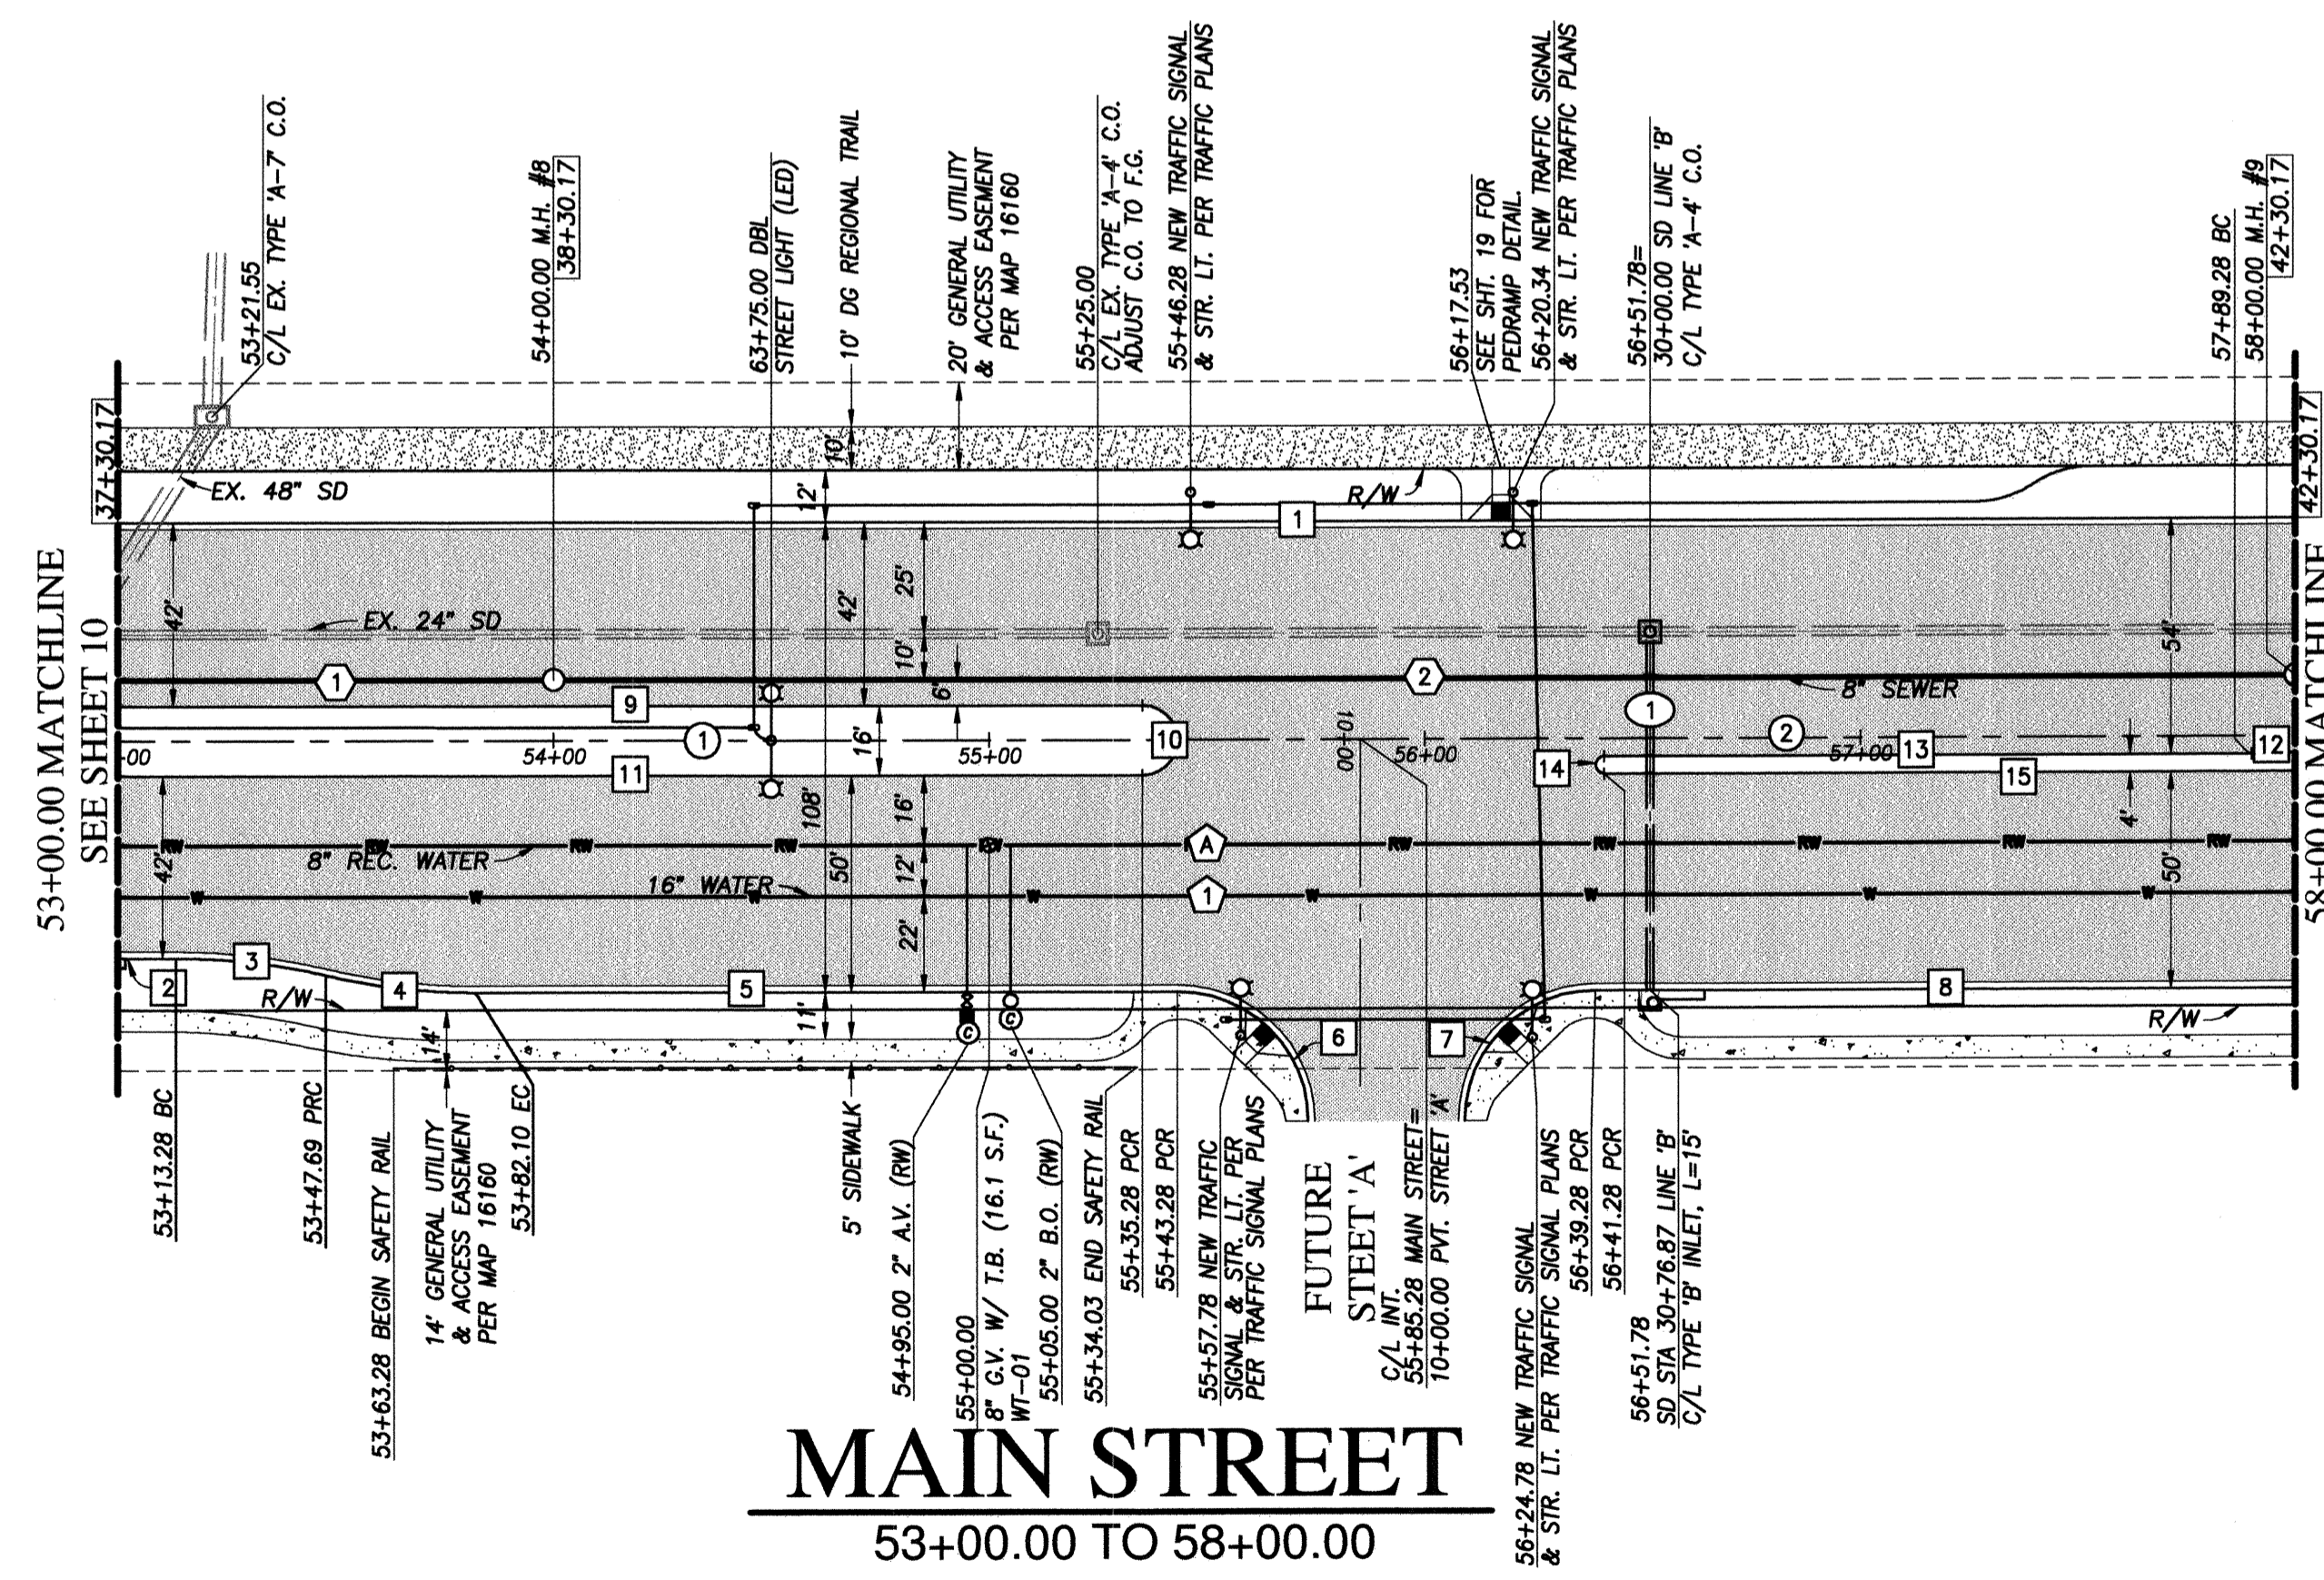 53+21.55
C/L EX. TYPE 'A-7' C.O.
54+00.00 M.H. #8
38+30.17
63+75.00 DBL
STREET LIGHT (LED)
10' DG REGIONAL TRAIL
20' GENERAL UTILITY
& ACCESS EASEMENT
PER MAP 16160
55+25.00
C/L EX. TYPE 'A-4' C.O.
ADJUST C.O. TO F.G.
55+46.28 NEW TRAFFIC SIGNAL
& STR. LT. PER TRAFFIC PLANS
56+17.53
SEE SHT. 19 FOR
PEDRAMP DETAIL.
56+20.34 NEW TRAFFIC SIGNAL
& STR. LT. PER TRAFFIC PLANS
56+51.78=
30+00.00 SD LINE 'B'
C/L TYPE 'A-4' C.O.
57+89.28 BC
58+00.00 M.H. #9
42+30.17
37+30.17
42+30.17
53+00.00 MATCHLINE
SEE SHEET 10
58+00.00 MATCHLINE
EX. 48" SD
10'
12'
R/W
1
42'
EX. 24" SD
42'
25'
10'
6'
54'
1
2
8" SEWER
9
1
16'
10
10+00
1
2
13
12
-00
54+00
55+00
56+00
57+00
11
14
15
108'
50'
16'
4'
RW
RW
RW
RW
RW
A
RW
RW
RW
RW
RW
8" REC. WATER
42'
12'
50'
16" WATER
W
W
W
W
1
W
W
W
W
22'
2
3
4
5
R/W
14'
11'
C
C
6
7
8
R/W
53+13.28 BC
53+47.69 PRC
53+63.28 BEGIN SAFETY RAIL
14' GENERAL UTILITY
& ACCESS EASEMENT
PER MAP 16160
53+82.10 EC
5' SIDEWALK
54+95.00 2" A.V. (RW)
55+00.00
8" G.V. W/ T.B. (16.1 S.F.)
WT-01
55+05.00 2" B.O. (RW)
55+34.03 END SAFETY RAIL
55+35.28 PCR
55+43.28 PCR
55+57.78 NEW TRAFFIC
SIGNAL & STR. LT. PER
PER TRAFFIC SIGNAL PLANS
FUTURE
STEET 'A'
C/L INT.
55+85.28 MAIN STREET=
10+00.00 PVT. STREET 'A'
56+24.78 NEW TRAFFIC SIGNAL
& STR. LT. PER TRAFFIC SIGNAL PLANS
56+39.28 PCR
56+41.28 PCR
56+51.78
SD STA 30+76.87 LINE 'B'
C/L TYPE 'B' INLET, L=15'
MAIN STREET
53+00.00 TO 58+00.00